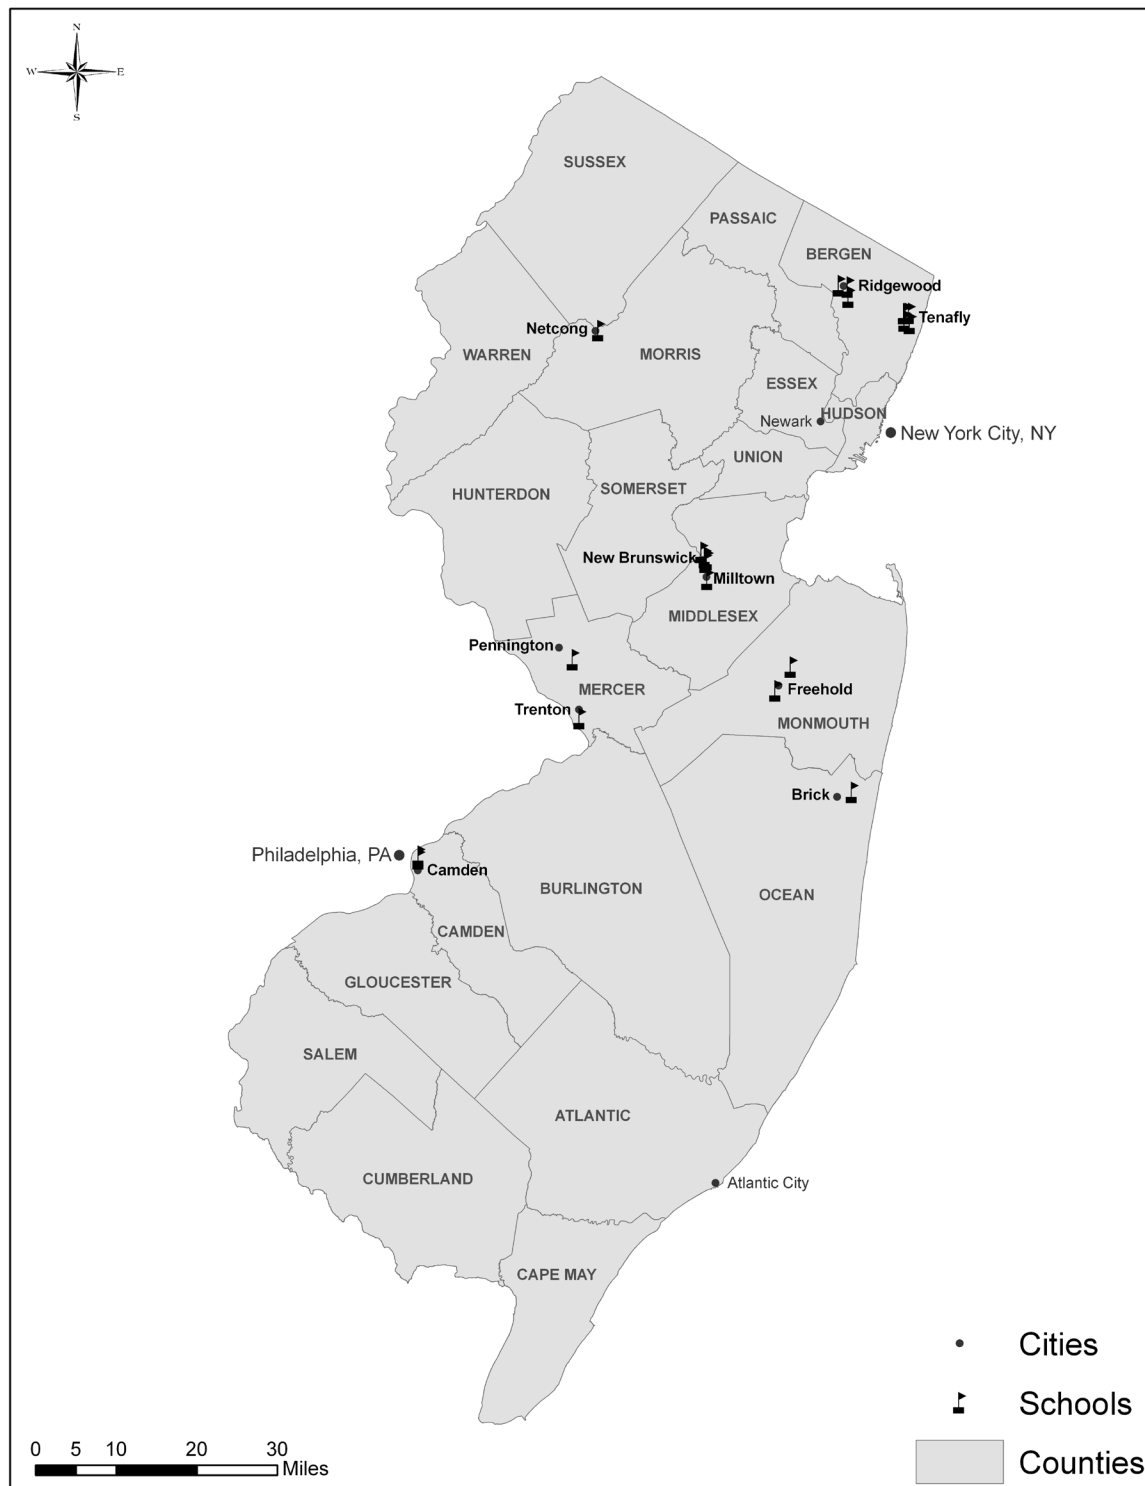 N
W E
S
SUSSEX
PASSAIC
BERGEN
Ridgewood
Tenafly
Netcong
WARREN
MORRIS
ESSEX
HUDSON
Newark
New York City, NY
UNION
HUNTERDON
SOMERSET
New Brunswick
Milltown
MIDDLESEX
Pennington
MERCER
Freehold
Trenton
MONMOUTH
Brick
Philadelphia, PA
Camden
BURLINGTON
OCEAN
CAMDEN
GLOUCESTER
SALEM
ATLANTIC
CUMBERLAND
Atlantic City
CAPE MAY
Cities
Schools
Counties
0 5 10 20 30
Miles